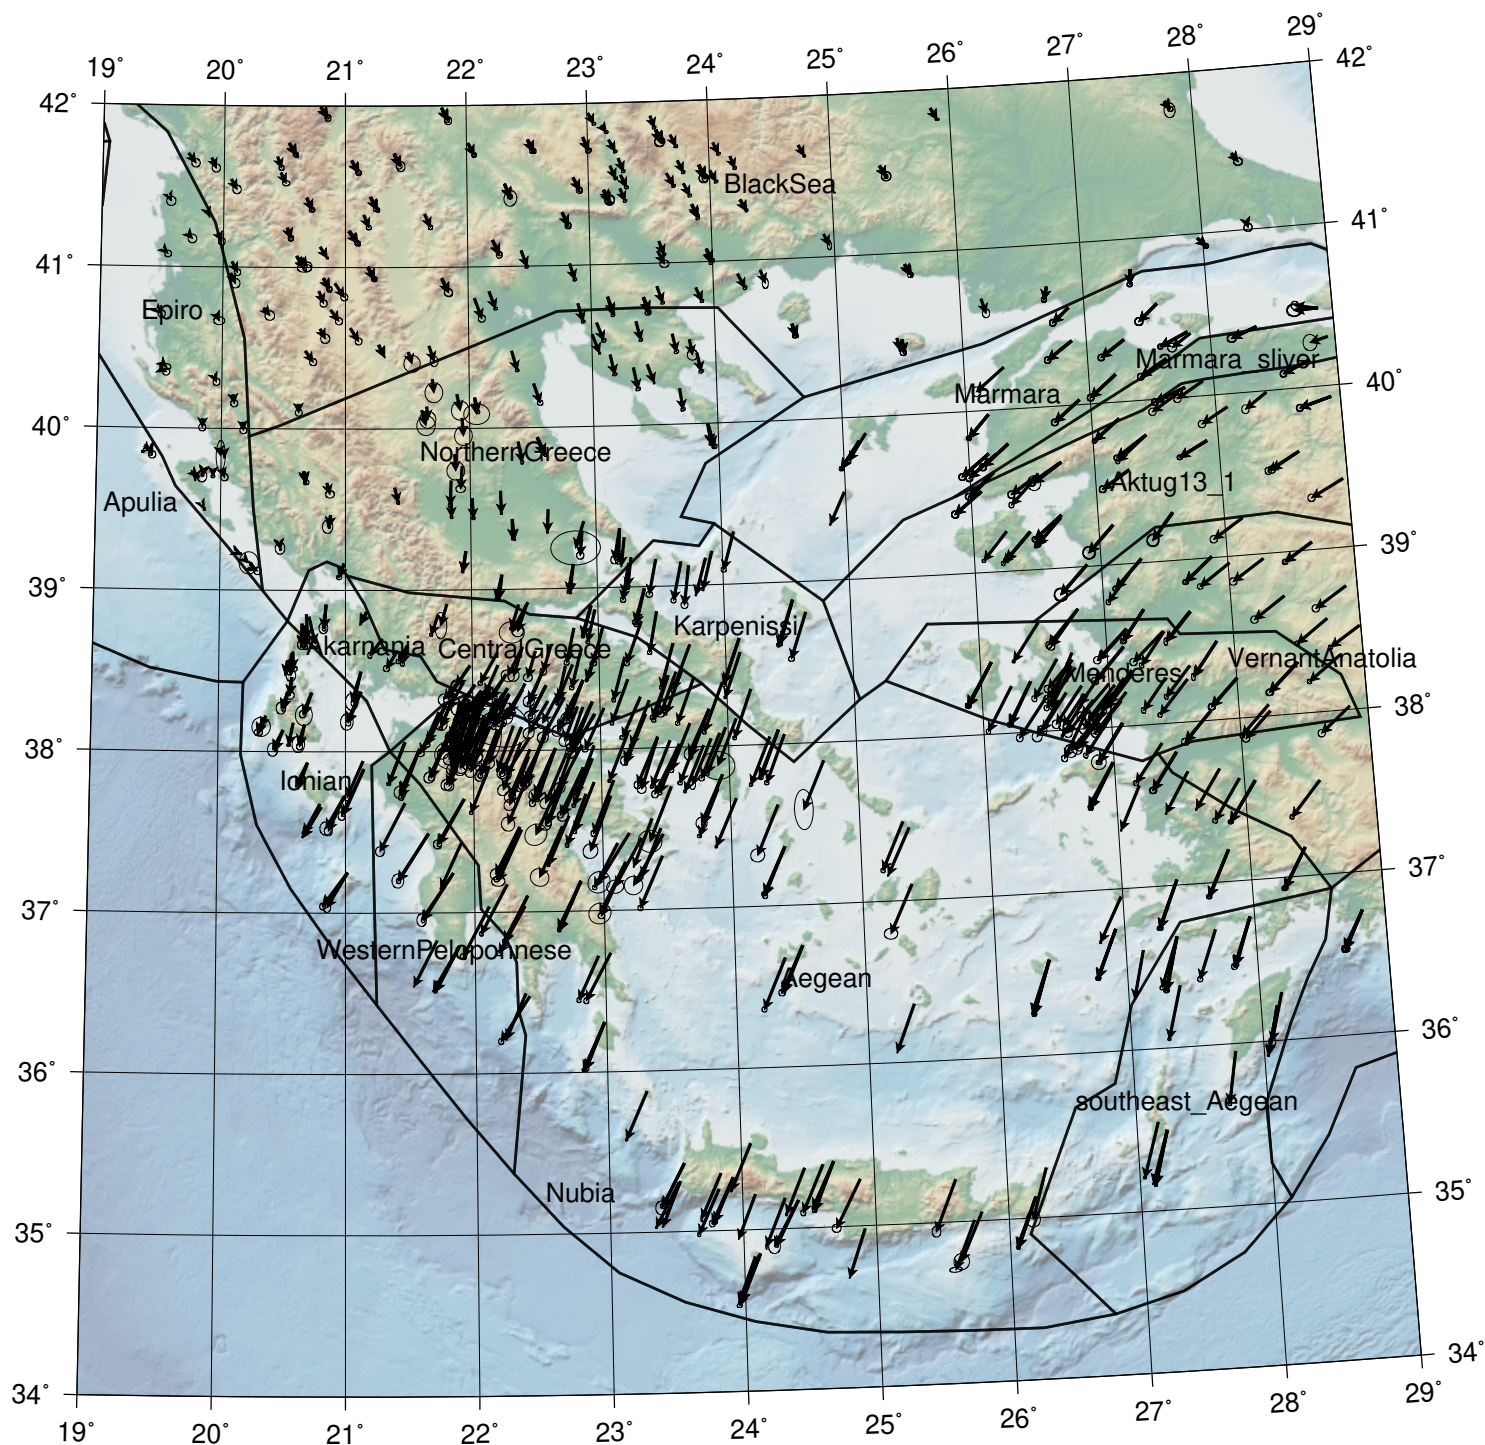 19° 20° 21° 22° 23° 24° 25° 26° 27° 28° 29°
42° 42°
BlackSea
41° 41°
Epiro
Marmara_sliver
40° Marmara 40°
NorthernGreece
Apulia Aktug13_1
39° 39°
Karpenissi
Akarnania CentralGreece VernantAnatolia
Menderes
38° 38°
Ionian
37° 37°
WesternPeloponnese
Aegean
36° 36°
southeast_Aegean
Nubia 35°
35°
34° 34°
19° 20° 21° 22° 23° 24° 25° 26° 27° 28° 29°